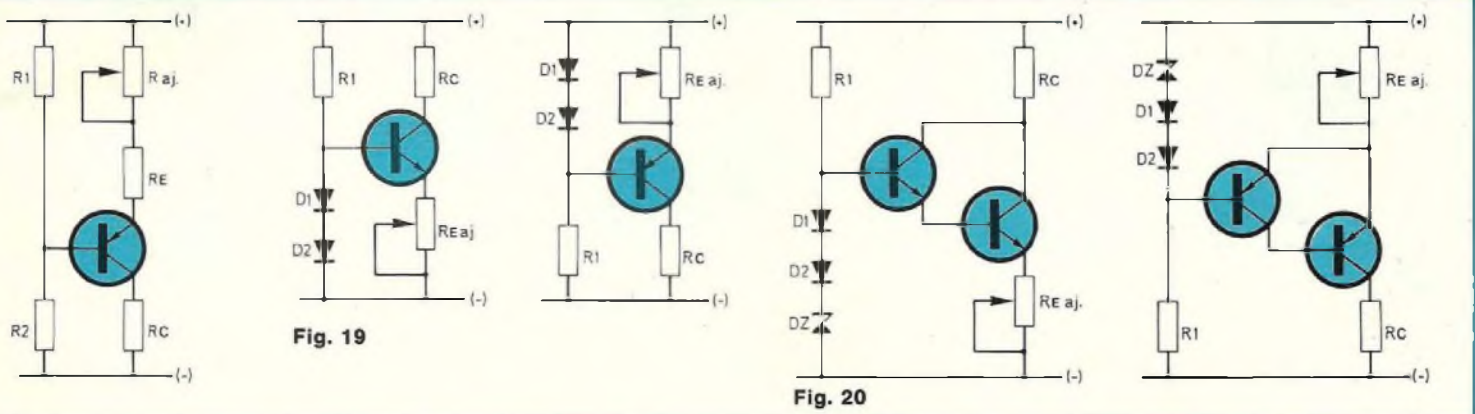 (+)
R1
R aj.
RE
R2
RC
(-)
(+)
R1
RC
D1
D2
RE aj
(-)
Fig. 19
(+)
D1
D2
RE aj.
R1
RC
(-)
(+)
R1
RC
D1
D2
DZ
RE aj.
(-)
Fig. 20
(+)
DZ
D1
D2
RE aj.
R1
RC
(-)